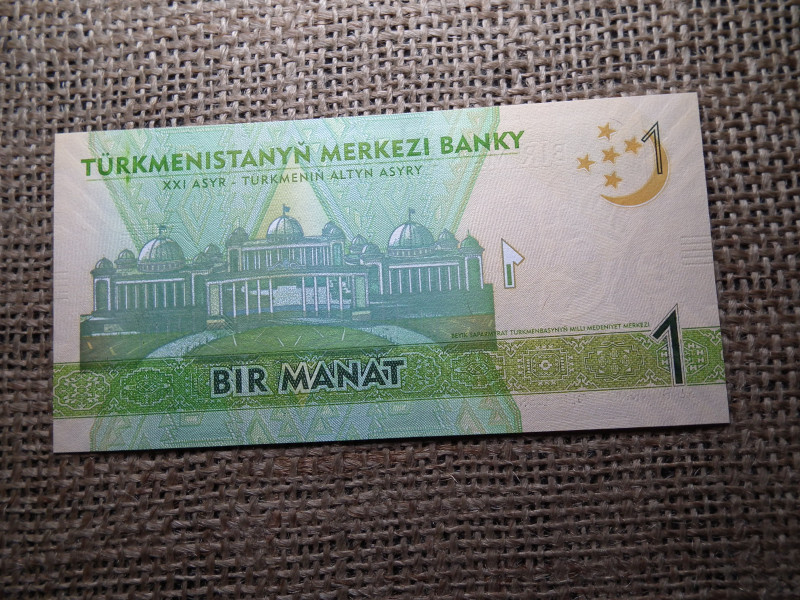 TÜRKMENISTANYŇ MERKEZI BANKY
XXI ASYR - TÜRKMENIŇ ALTYN ASYRY
1
BEÝIK SAPARMYRAT TÜRKMENBAŞYNYŇ MILLI MEDENIÝET MERKEZI
1
BIR MANAT